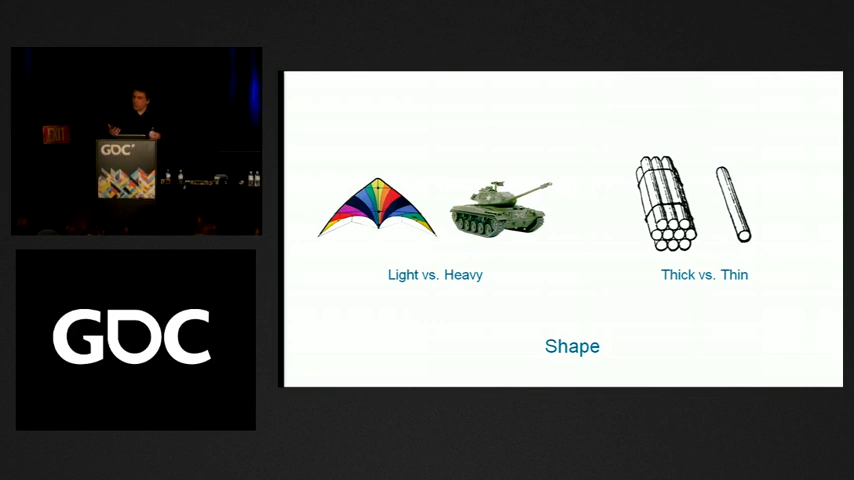 EXIT
GDC
GDC
Light vs. Heavy
Thick vs. Thin
Shape